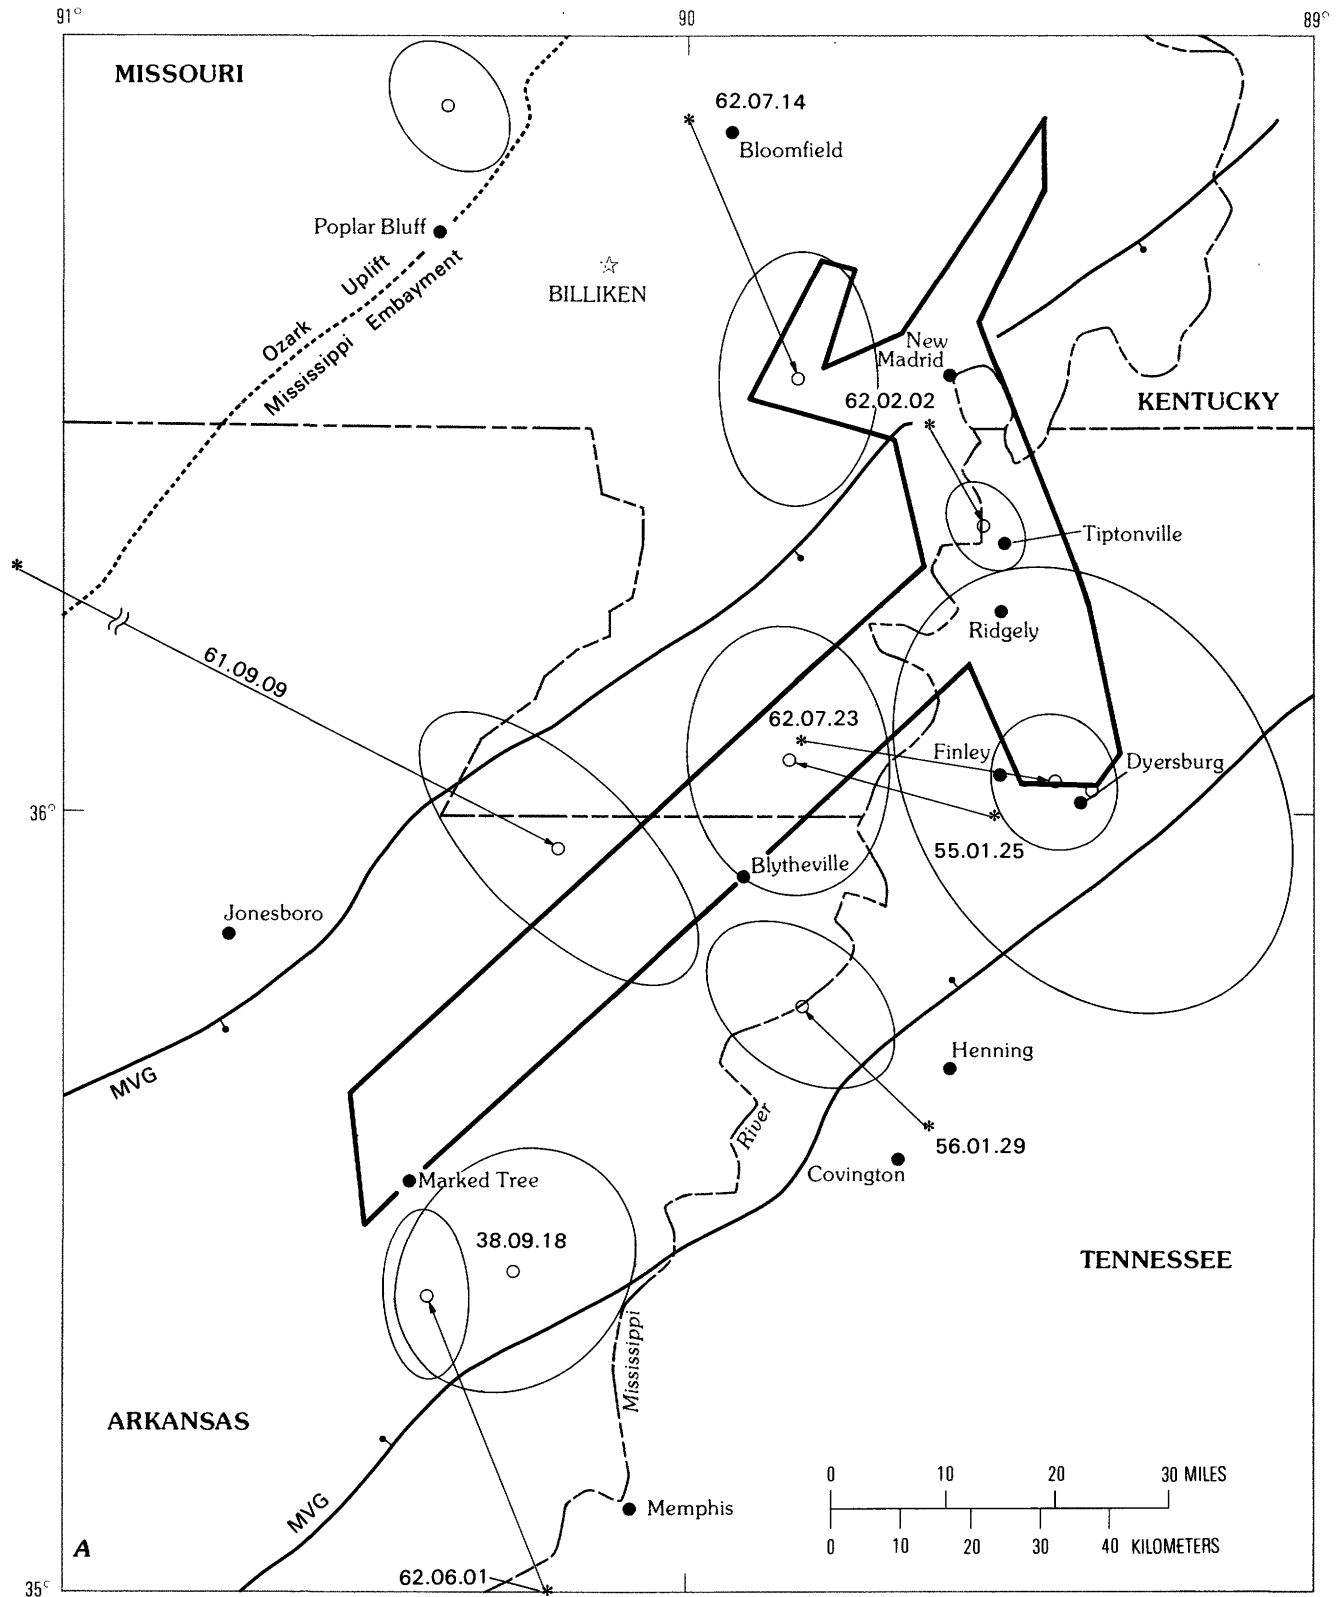 91° 90 89°
MISSOURI
62.07.14
Bloomfield
Poplar Bluff
Uplift
Embayment
BILLIKEN
Ozark
Mississippi
New
Madrid
62.02.02
KENTUCKY
Tiptonville
Ridgely
61.09.09
62.07.23
Finley
Dyersburg
36°
55.01.25
Blytheville
Jonesboro
Henning
MVG
River
56.01.29
Covington
Marked Tree
38.09.18
TENNESSEE
Mississippi
ARKANSAS
0 10 20 30 MILES
MVG
Memphis
0 10 20 30 40 KILOMETERS
A
62.06.01
35°